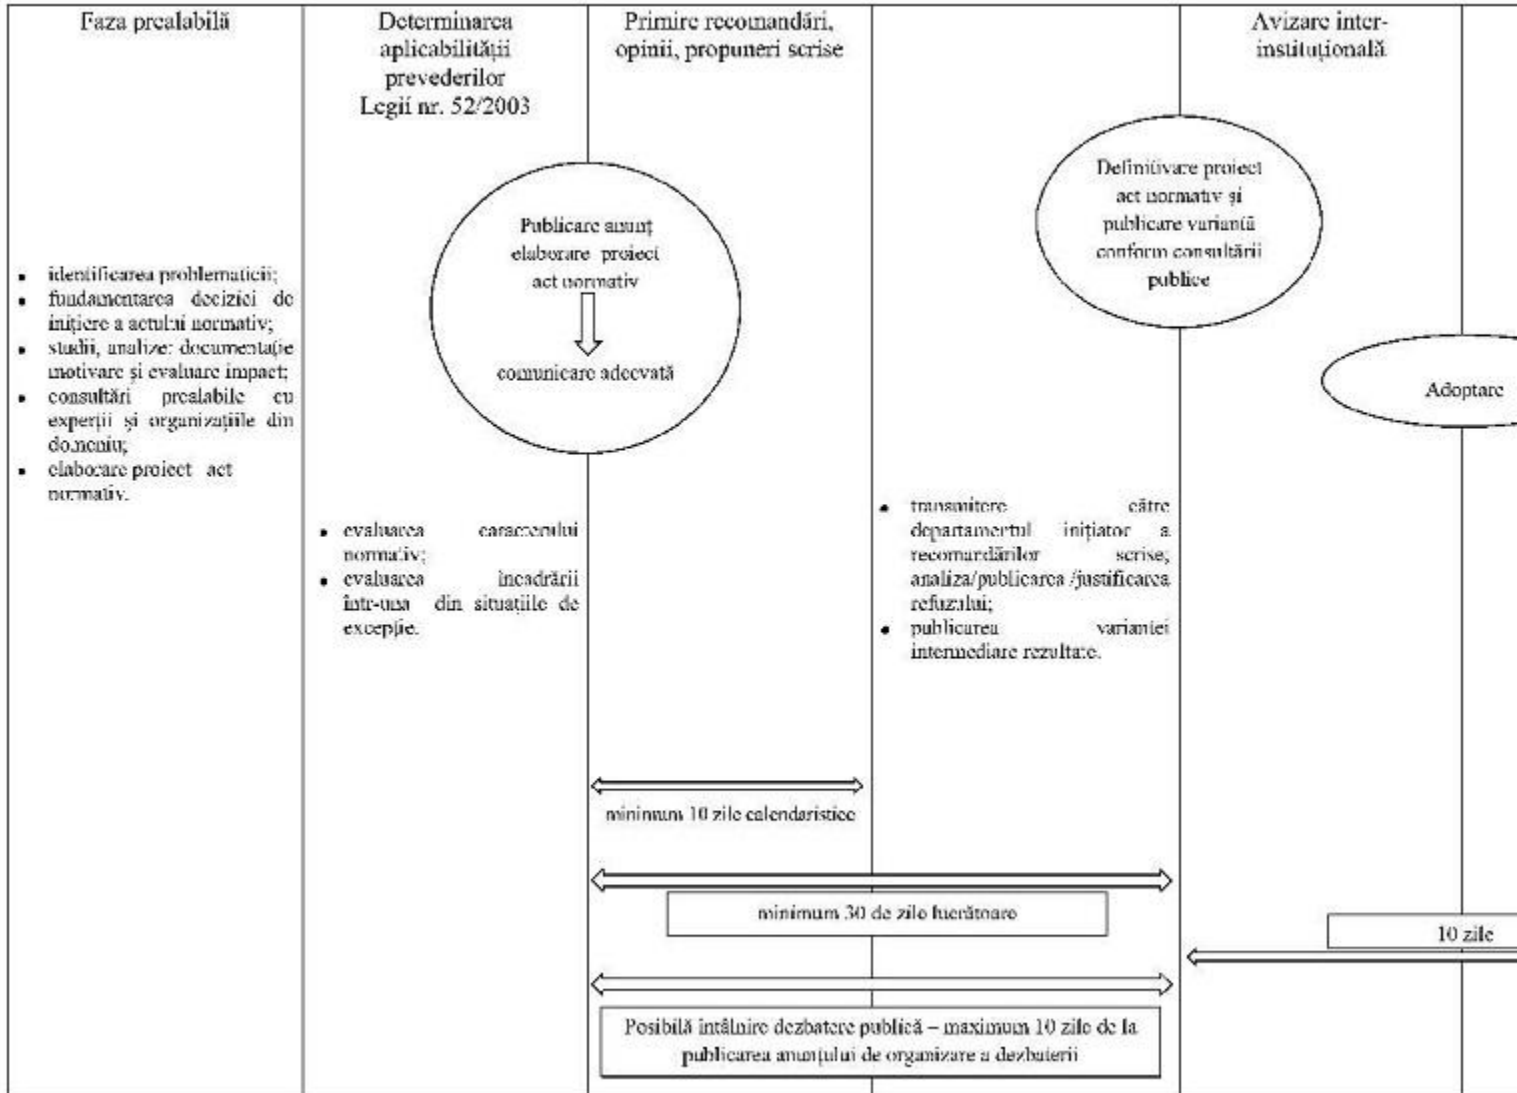 Faza prealabilă
Determinarea
aplicabilității
prevederilor
Legii nr. 52/2003
Primire recomandări,
opinii, propuneri scrise
Avizare inter-
instituțională
Publicare anunț
elaborare proiect
act normativ
comunicare adecvată
Definitivare proiect
act normativ și
publicare variantă
conform consultării
publice
Adoptare
• identificarea problematicii;
• fundamentarea deciziei de
inițiere a actului normativ;
• studii, analize: documentație
motivare și evaluare impact;
• consultări prealabile cu
experții și organizațiile din
domeniu;
• elaborare proiect act
normativ.
• evaluarea caracterului
normativ;
• evaluarea încadrării
într-una din situațiile de
excepție.
• transmitere către
departamentul inițiator a
recomandărilor scrise,
analiza/publicarea /justificarea
refuzului;
• publicarea variantei
intermediare rezultate.
minimum 10 zile calendaristice
minimum 30 de zile lucrătoare
10 zile
Posibilă întâlnire dezbatere publică – maximum 10 zile de la
publicarea anunțului de organizare a dezbaterii